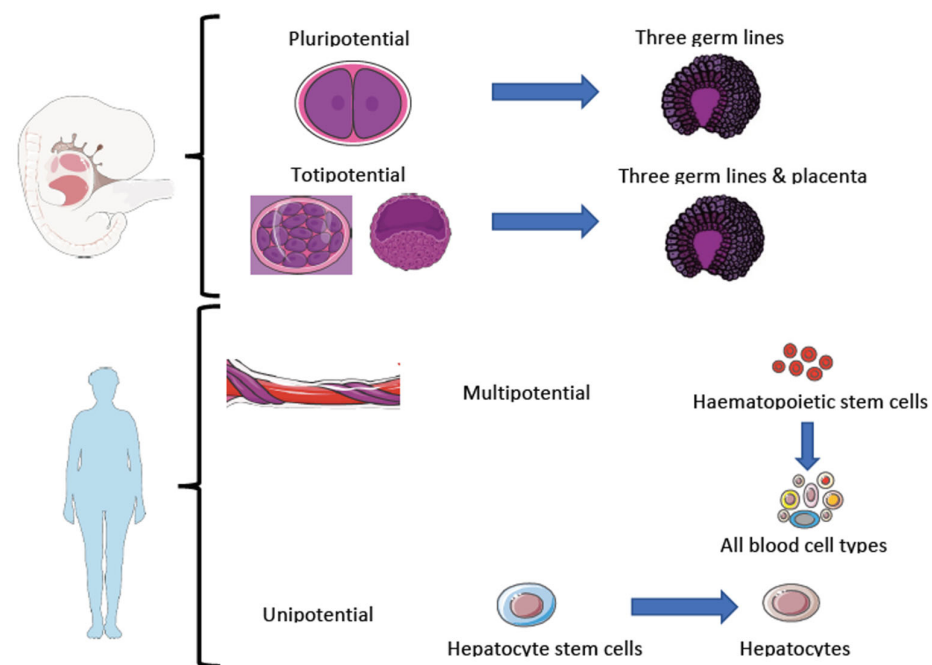 Pluripotential
Three germ lines
Totipotential
Three germ lines & placenta
Multipotential
Haematopoietic stem cells
All blood cell types
Unipotential
Hepatocyte stem cells
Hepatocytes